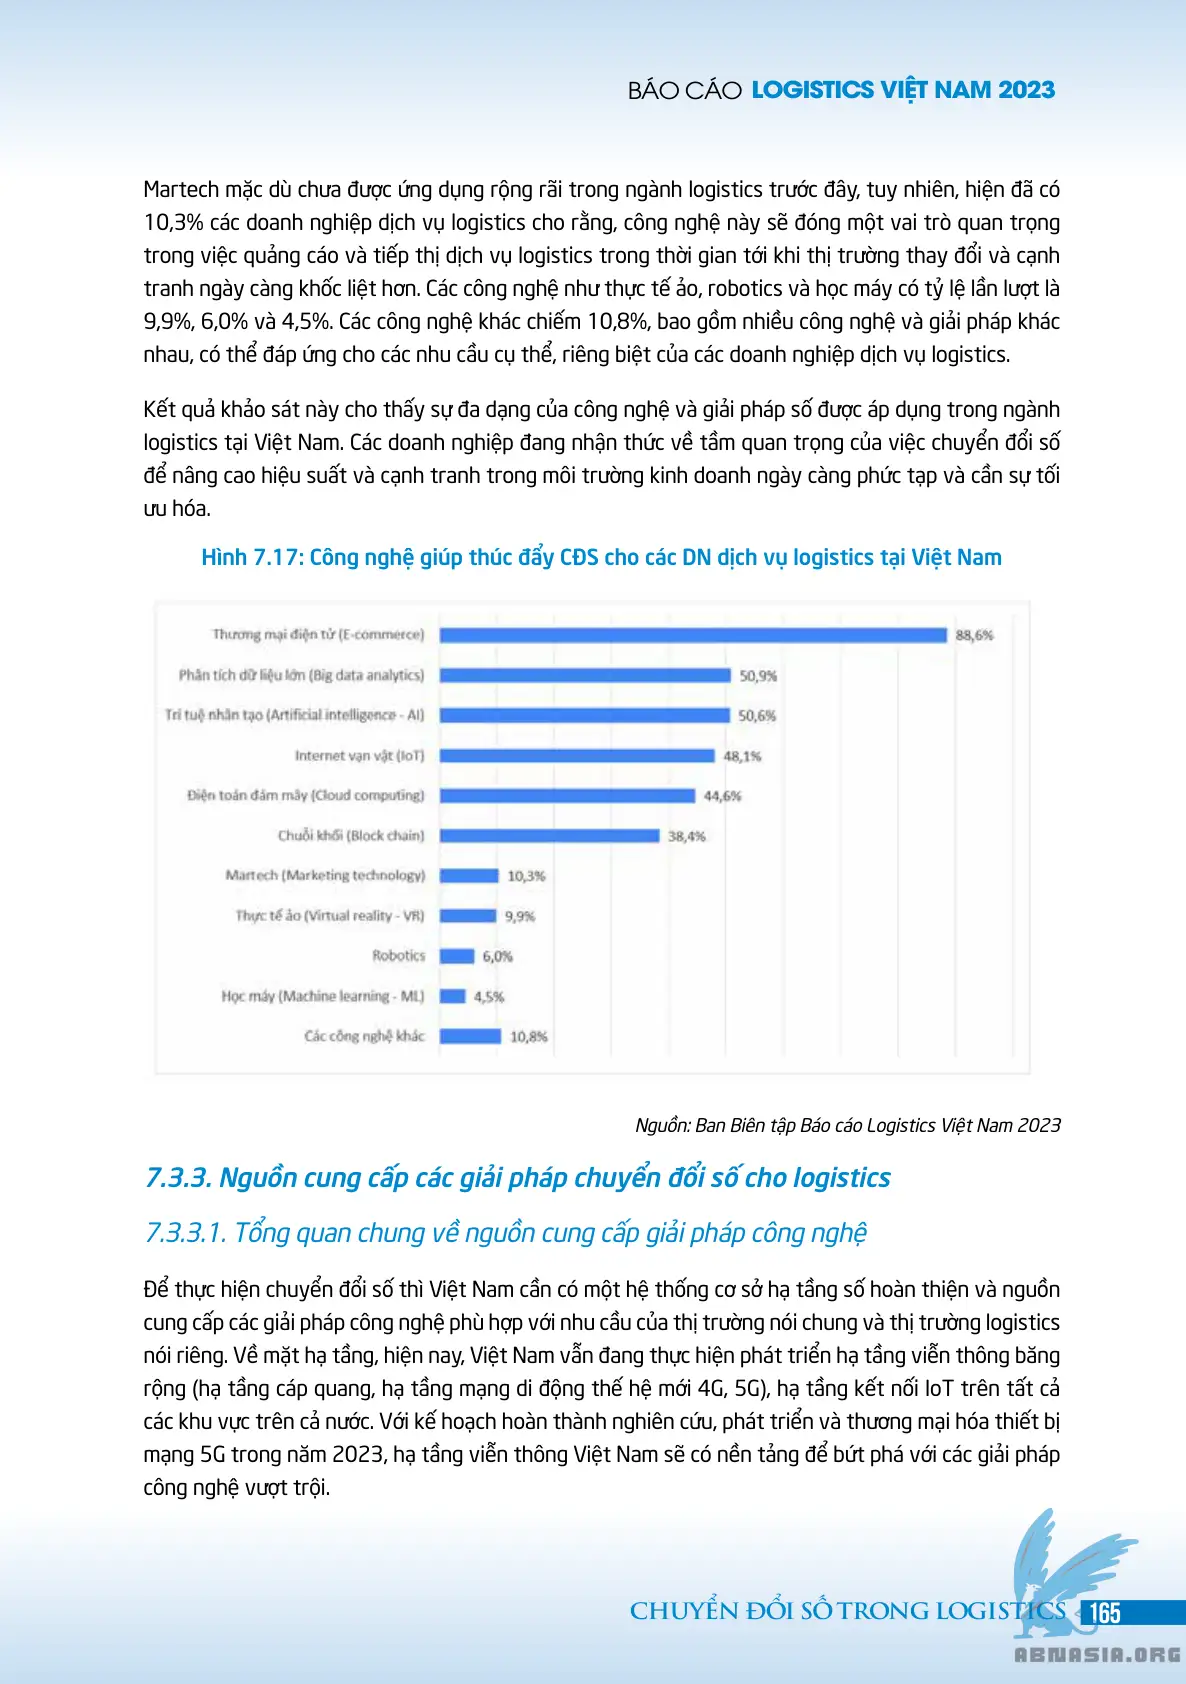 BÁO CÁO LOGISTICS VIỆT NAM 2023
Martech mặc dù chưa được ứng dụng rộng rãi trong ngành logistics trước đây, tuy nhiên, hiện đã có
10,3% các doanh nghiệp dịch vụ logistics cho rằng, công nghệ này sẽ đóng một vai trò quan trọng
trong việc quảng cáo và tiếp thị dịch vụ logistics trong thời gian tới khi thị trường thay đổi và cạnh
tranh ngày càng khốc liệt hơn. Các công nghệ như thực tế ảo, robotics và học máy có tỷ lệ lần lượt là
9,9%, 6,0% và 4,5%. Các công nghệ khác chiếm 10,8%, bao gồm nhiều công nghệ và giải pháp khác
nhau, có thể đáp ứng cho các nhu cầu cụ thể, riêng biệt của các doanh nghiệp dịch vụ logistics.
Kết quả khảo sát này cho thấy sự đa dạng của công nghệ và giải pháp số được áp dụng trong ngành
logistics tại Việt Nam. Các doanh nghiệp đang nhận thức về tầm quan trọng của việc chuyển đổi số
để nâng cao hiệu suất và cạnh tranh trong môi trường kinh doanh ngày càng phức tạp và cần sự tối
ưu hóa.
Hình 7.17: Công nghệ giúp thúc đẩy CĐS cho các DN dịch vụ logistics tại Việt Nam
Thương mại điện tử (E-commerce) 88,6%
Phân tích dữ liệu lớn (Big data analytics) 50,9%
Trí tuệ nhân tạo (Artificial intelligence - AI) 50,6%
Internet vạn vật (IoT) 48,1%
Điện toán đám mây (Cloud computing) 44,6%
Chuỗi khối (Block chain) 38,4%
Martech (Marketing technology) 10,3%
Thực tế ảo (Virtual reality - VR) 9,9%
Robotics 6,0%
Học máy (Machine learning - ML) 4,5%
Các công nghệ khác 10,8%
Nguồn: Ban Biên tập Báo cáo Logistics Việt Nam 2023
7.3.3. Nguồn cung cấp các giải pháp chuyển đổi số cho logistics
7.3.3.1. Tổng quan chung về nguồn cung cấp giải pháp công nghệ
Để thực hiện chuyển đổi số thì Việt Nam cần có một hệ thống cơ sở hạ tầng số hoàn thiện và nguồn
cung cấp các giải pháp công nghệ phù hợp với nhu cầu của thị trường nói chung và thị trường logistics
nói riêng. Về mặt hạ tầng, hiện nay, Việt Nam vẫn đang thực hiện phát triển hạ tầng viễn thông băng
rộng (hạ tầng cáp quang, hạ tầng mạng di động thế hệ mới 4G, 5G), hạ tầng kết nối IoT trên tất cả
các khu vực trên cả nước. Với kế hoạch hoàn thành nghiên cứu, phát triển và thương mại hóa thiết bị
mạng 5G trong năm 2023, hạ tầng viễn thông Việt Nam sẽ có nền tảng để bứt phá với các giải pháp
công nghệ vượt trội.
CHUYỂN ĐỔI SỐ TRONG LOGISTICS 165
ABNASIA.ORG